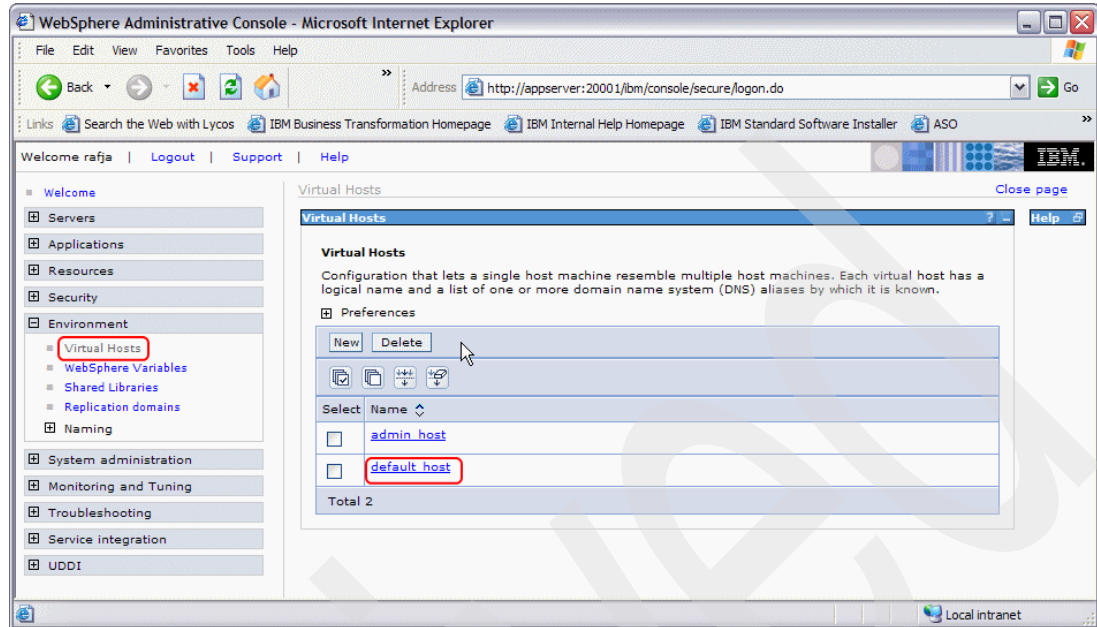 WebSphere Administrative Console - Microsoft Internet Explorer
File Edit View Favorites Tools Help
Back » Address http://appserver:20001/ibm/console/secure/logon.do Go
Links Search the Web with Lycos IBM Business Transformation Homepage IBM Internal Help Homepage IBM Standard Software Installer ASO »
Welcome rafja | Logout | Support | Help IBM.
Welcome
Servers
Applications
Resources
Security
Environment
Virtual Hosts
WebSphere Variables
Shared Libraries
Replication domains
Naming
System administration
Monitoring and Tuning
Troubleshooting
Service integration
UDDI
Virtual Hosts Close page
Virtual Hosts ? Help
Virtual Hosts
Configuration that lets a single host machine resemble multiple host machines. Each virtual host has a
logical name and a list of one or more domain name system (DNS) aliases by which it is known.
Preferences
New Delete
Select Name
admin_host
default_host
Total 2
Local intranet